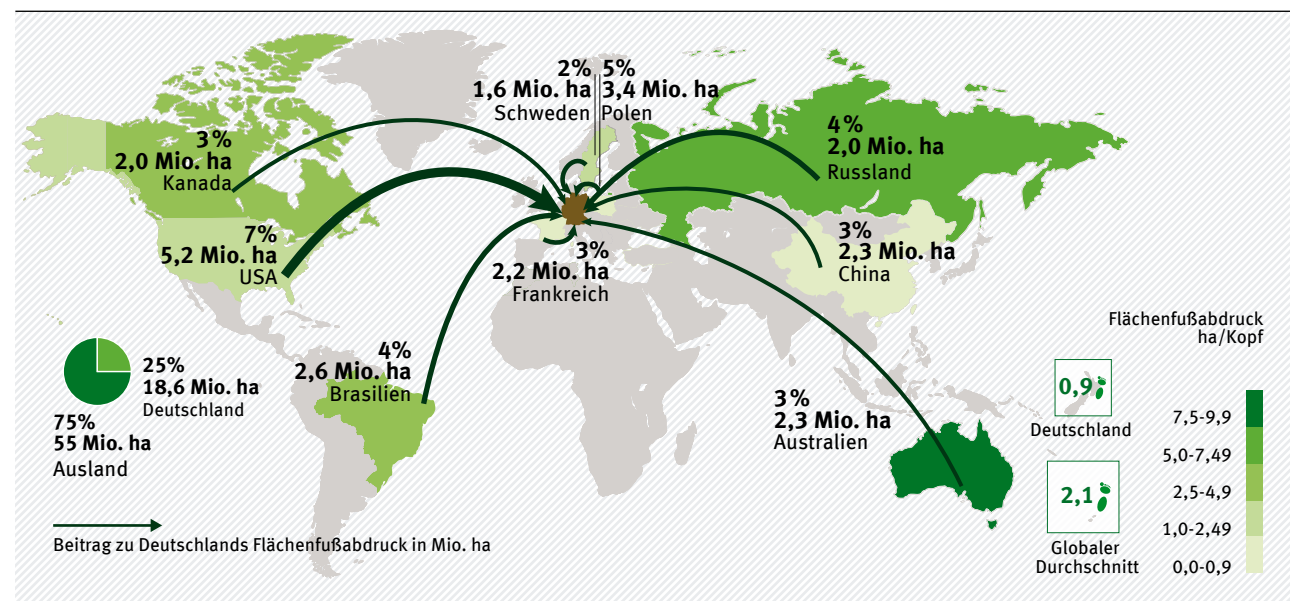 2%
1,6 Mio. ha
Schweden
5%
3,4 Mio. ha
Polen
3%
2,0 Mio. ha
Kanada
4%
2,0 Mio. ha
Russland
7%
5,2 Mio. ha
USA
3%
2,2 Mio. ha
Frankreich
3%
2,3 Mio. ha
China
4%
2,6 Mio. ha
Brasilien
3%
2,3 Mio. ha
Australien
25%
18,6 Mio. ha
Deutschland
75%
55 Mio. ha
Ausland
Beitrag zu Deutschlands Flächenfußabdruck in Mio. ha
Flächenfußabdruck
ha/Kopf
0,9
Deutschland
2,1
Globaler
Durchschnitt
7,5-9,9
5,0-7,49
2,5-4,9
1,0-2,49
0,0-0,9